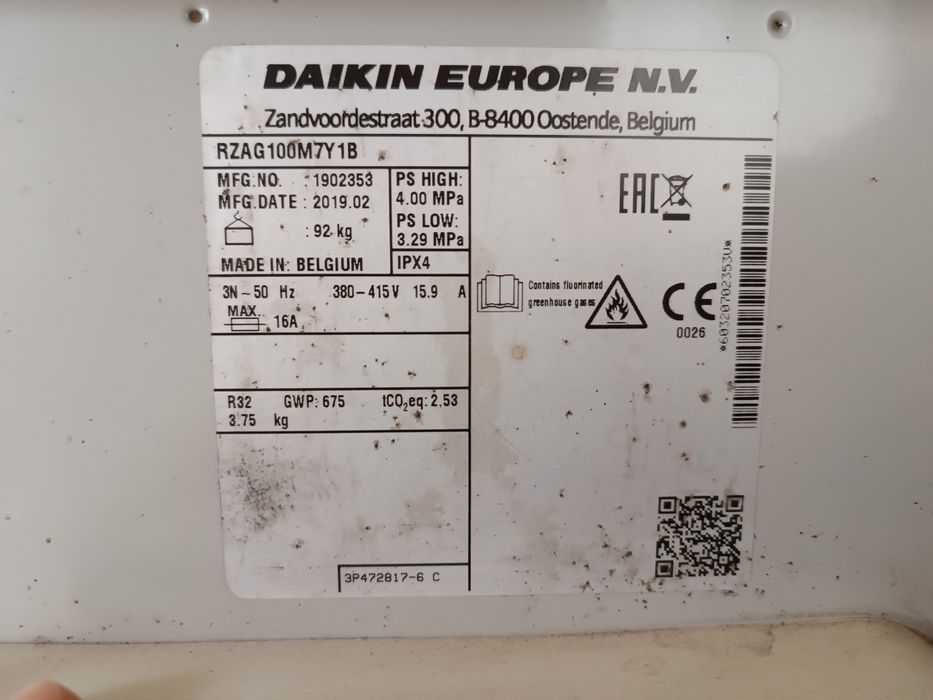 DAIKIN EUROPE N.V.
Zandvoordestraat 300, B-8400 Oostende, Belgium
RZAG100M7Y1B
MFG.NO. : 1902353
MFG.DATE : 2019.02
: 92 kg
MADE IN: BELGIUM
PS HIGH:
4.00 MPa
PS LOW:
3.29 MPa
IPX4
3N~50 Hz 380-415V 15.9 A
MAX.
16A
R32 GWP: 675 tCO₂eq: 2.53
3.75 kg
3P472817-6 C
EAC
Contains fluorinated
greenhouse gases
CE
0026
*60320702353U*